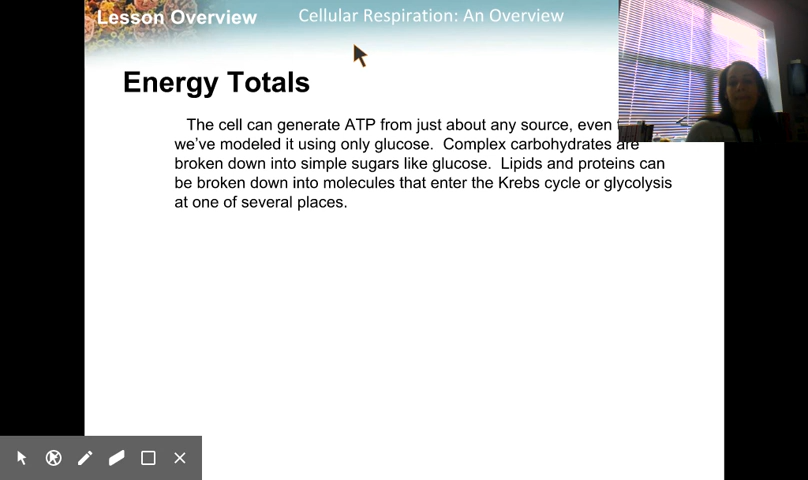 Lesson Overview
Cellular Respiration: An Overview
Energy Totals
The cell can generate ATP from just about any source, even
we've modeled it using only glucose. Complex carbohydrates are
broken down into simple sugars like glucose. Lipids and proteins can
be broken down into molecules that enter the Krebs cycle or glycolysis
at one of several places.